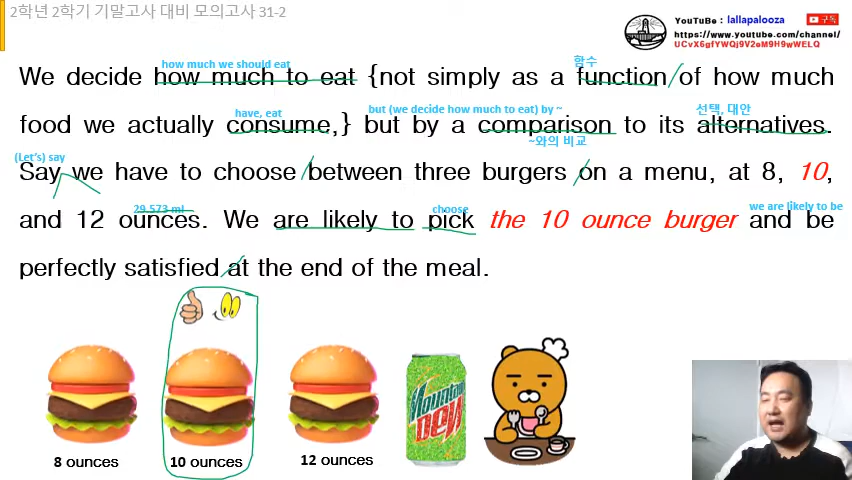 2학년 2학기 기말고사 대비 모의고사 31-2
YouTuBe : lallapalooza 구독
https://www.youtube.com/channel/
UCvX6gfYWQj9V2eM9H9wWELQ
how much we should eat 함수
We decide how much to eat {not simply as a function of how much
have, eat but (we decide how much to eat) by ~ 선택, 대안
food we actually consume,} but by a comparison to its alternatives.
(Let's) say ~와의 비교
Say we have to choose between three burgers on a menu, at 8, 10,
29.573 ml choose we are likely to be
and 12 ounces. We are likely to pick the 10 ounce burger and be
perfectly satisfied at the end of the meal.
Mountain
Dew
8 ounces 10 ounces 12 ounces